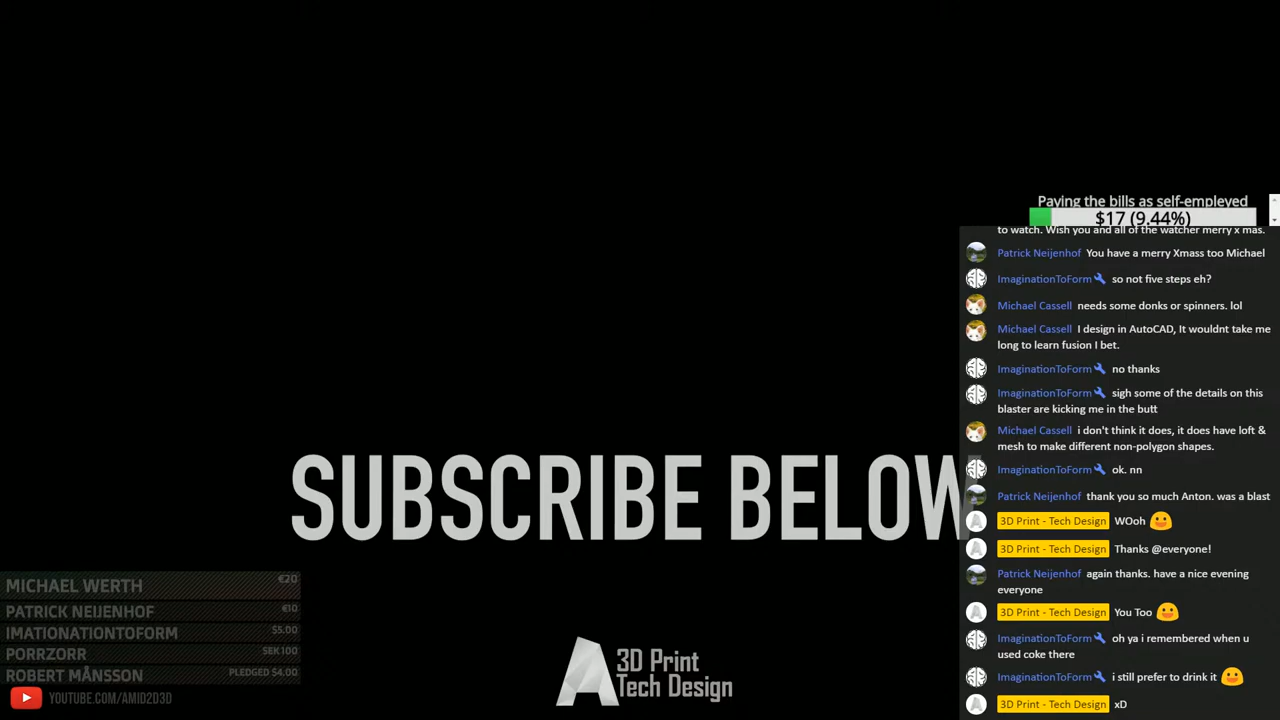 Paying the bills as self-empleyed
$17 (9.44%)
to watch. Wish you and all of the watcher merry x mas.
Patrick Neijenhof You have a merry Xmass too Michael
ImaginationToForm so not five steps eh?
Michael Cassell needs some donks or spinners. lol
Michael Cassell I design in AutoCAD, It wouldnt take me
long to learn fusion I bet.
ImaginationToForm no thanks
ImaginationToForm sigh some of the details on this
blaster are kicking me in the butt
Michael Cassell i don't think it does, it does have loft &
mesh to make different non-polygon shapes.
ImaginationToForm ok. nn
Patrick Neijenhof thank you so much Anton. was a blast
3D Print - Tech Design WOoh
3D Print - Tech Design Thanks @everyone!
Patrick Neijenhof again thanks. have a nice evening
everyone
3D Print - Tech Design You Too
ImaginationToForm oh ya i remembered when u
used coke there
ImaginationToForm i still prefer to drink it
3D Print - Tech Design xD
SUBSCRIBE BELOW
MICHAEL WERTH €20
PATRICK NEIJENHOF €10
IMATIONATIONTOFORM $5.00
PORRZORR SEK100
ROBERT MÅNSSON PLEDGED $4.00
YOUTUBE.COM/AMID2D3D
3D Print
Tech Design